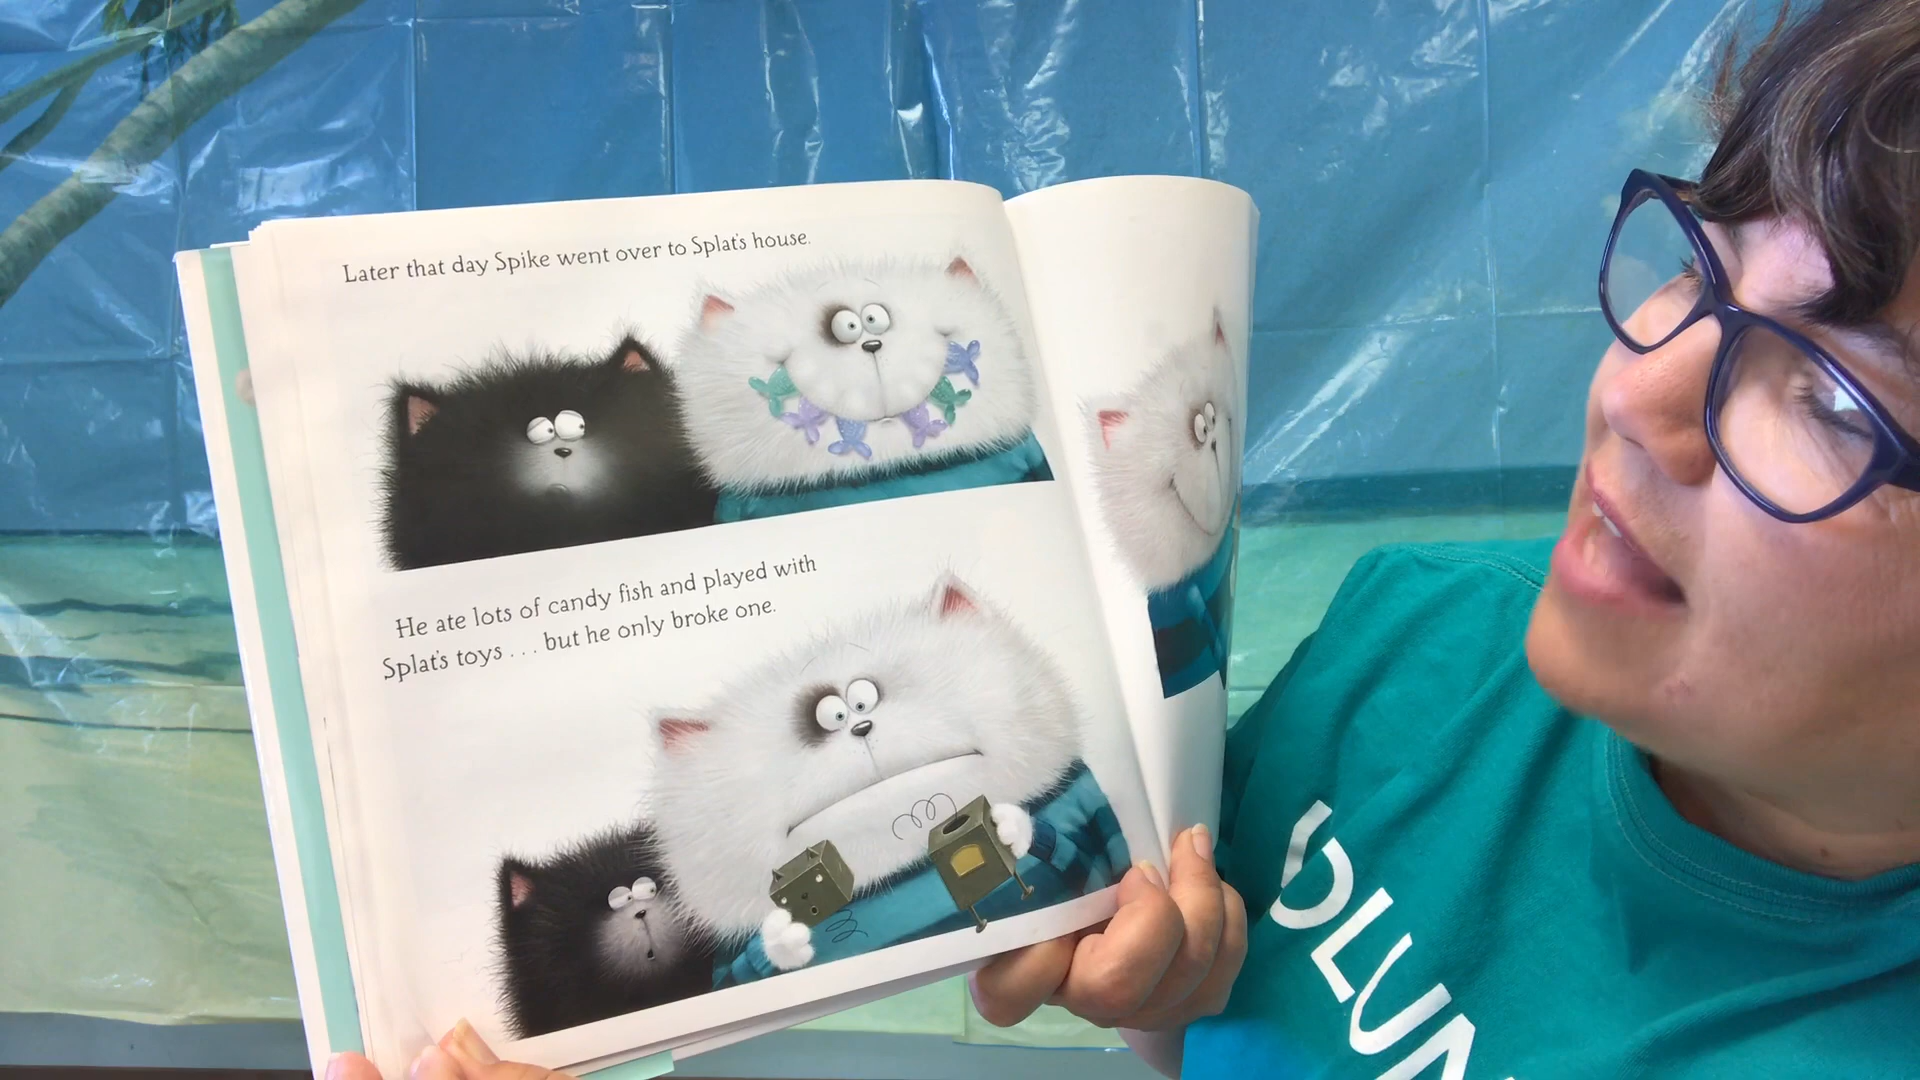 Later that day Spike went over to Splat's house.
He ate lots of candy fish and played with
Splat's toys . . . but he only broke one.
VOLUN